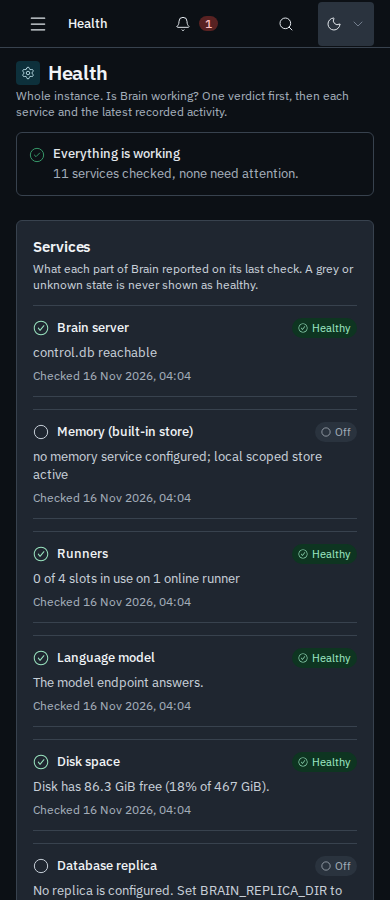 Health
1
Health
Whole instance. Is Brain working? One verdict first, then each
service and the latest recorded activity.
Everything is working
11 services checked, none need attention.
Services
What each part of Brain reported on its last check. A grey or
unknown state is never shown as healthy.
Brain server
Healthy
control.db reachable
Checked 16 Nov 2026, 04:04
Memory (built-in store)
Off
no memory service configured; local scoped store
active
Checked 16 Nov 2026, 04:04
Runners
Healthy
0 of 4 slots in use on 1 online runner
Checked 16 Nov 2026, 04:04
Language model
Healthy
The model endpoint answers.
Checked 16 Nov 2026, 04:04
Disk space
Healthy
Disk has 86.3 GiB free (18% of 467 GiB).
Checked 16 Nov 2026, 04:04
Database replica
Off
No replica is configured. Set BRAIN_REPLICA_DIR to